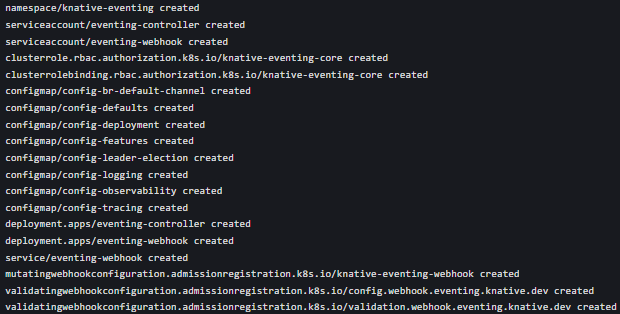 namespace/knative-eventing created
serviceaccount/eventing-controller created
serviceaccount/eventing-webhook created
clusterrole.rbac.authorization.k8s.io/knative-eventing-core created
clusterrolebinding.rbac.authorization.k8s.io/knative-eventing-core created
configmap/config-br-default-channel created
configmap/config-defaults created
configmap/config-deployment created
configmap/config-features created
configmap/config-leader-election created
configmap/config-logging created
configmap/config-observability created
configmap/config-tracing created
deployment.apps/eventing-controller created
deployment.apps/eventing-webhook created
service/eventing-webhook created
mutatingwebhookconfiguration.admissionregistration.k8s.io/knative-eventing-webhook created
validatingwebhookconfiguration.admissionregistration.k8s.io/config.webhook.eventing.knative.dev created
validatingwebhookconfiguration.admissionregistration.k8s.io/validation.webhook.eventing.knative.dev created